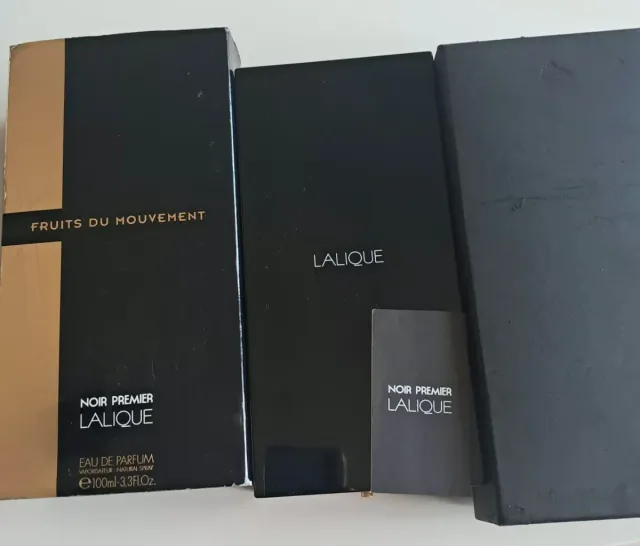 FRUITS DU MOUVEMENT
NOIR PREMIER
LALIQUE
EAU DE PARFUM
VAPORISATEUR - NATURAL SPRAY
℮100ml-3.3Fl.Oz.
LALIQUE
NOIR PREMIER
LALIQUE